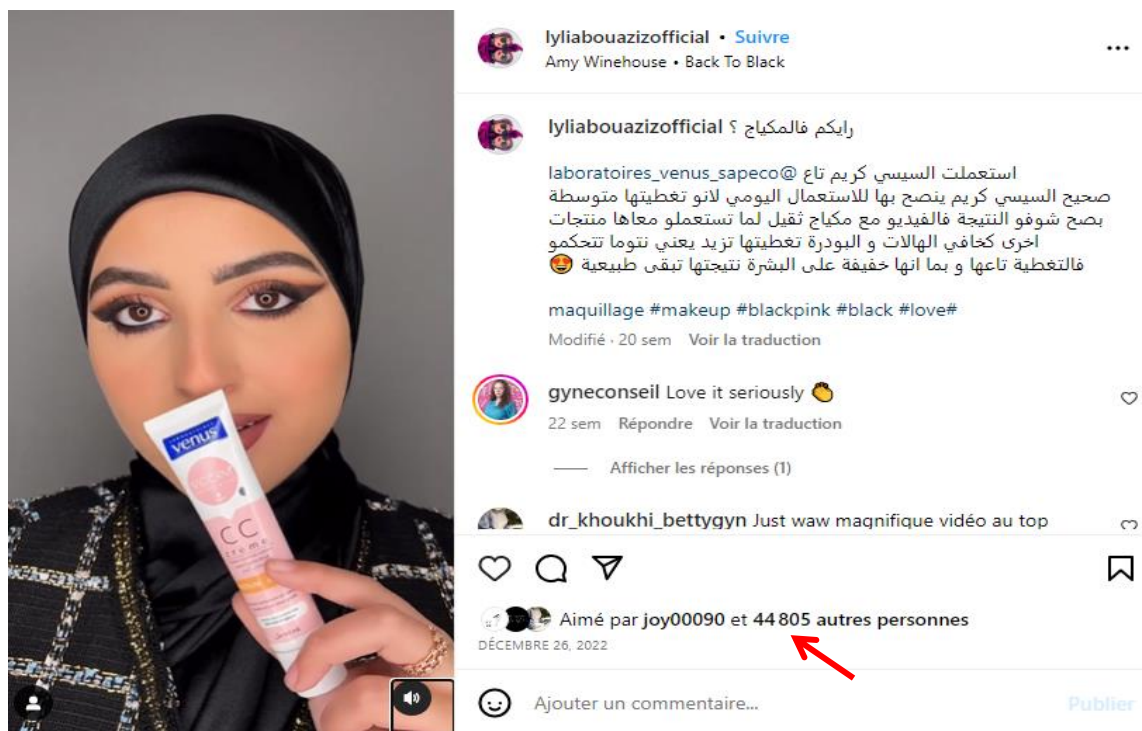 lyliabouazizofficial • Suivre
Amy Winehouse • Back To Black
lyliabouazizofficial رايكم فالمكياج ؟
استعملت السيسي كريم تاع @laboratoires_venus_sapeco
صحيح السيسي كريم ينصح بها للاستعمال اليومي لانو تغطيتها متوسطة
بصح شوفو النتيجة فالفيديو مع مكياج ثقيل لما تستعملو معاها منتجات
اخرى كخافي الهالات و البودرة تغطيتها تزيد يعني نتوما تتحكمو
فالتغطية تاعها و بما انها خفيفة على البشرة نتيجتها تبقى طبيعية 😍
maquillage #makeup #blackpink #black #love#
Modifié · 20 sem Voir la traduction
gyneconseil Love it seriously 👏
22 sem Répondre Voir la traduction
Afficher les réponses (1)
dr_khoukhi_bettygyn Just waw magnifique vidéo au top
Aimé par joy00090 et 44 805 autres personnes
DÉCEMBRE 26, 2022
Ajouter un commentaire...
Publier
venus
CC
creme